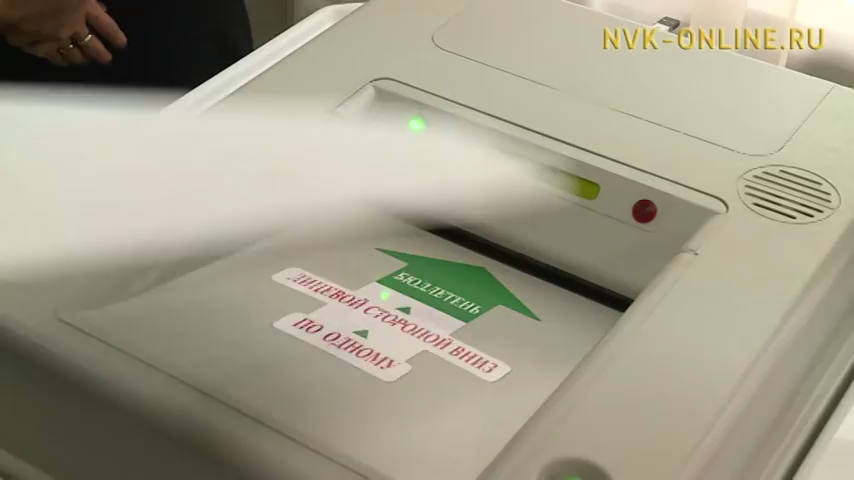 NVK-ONLINE.RU
БЮЛЛЕТЕНЬ
ЛИЦЕВОЙ СТОРОНОЙ ВНИЗ
ПО ОДНОМУ